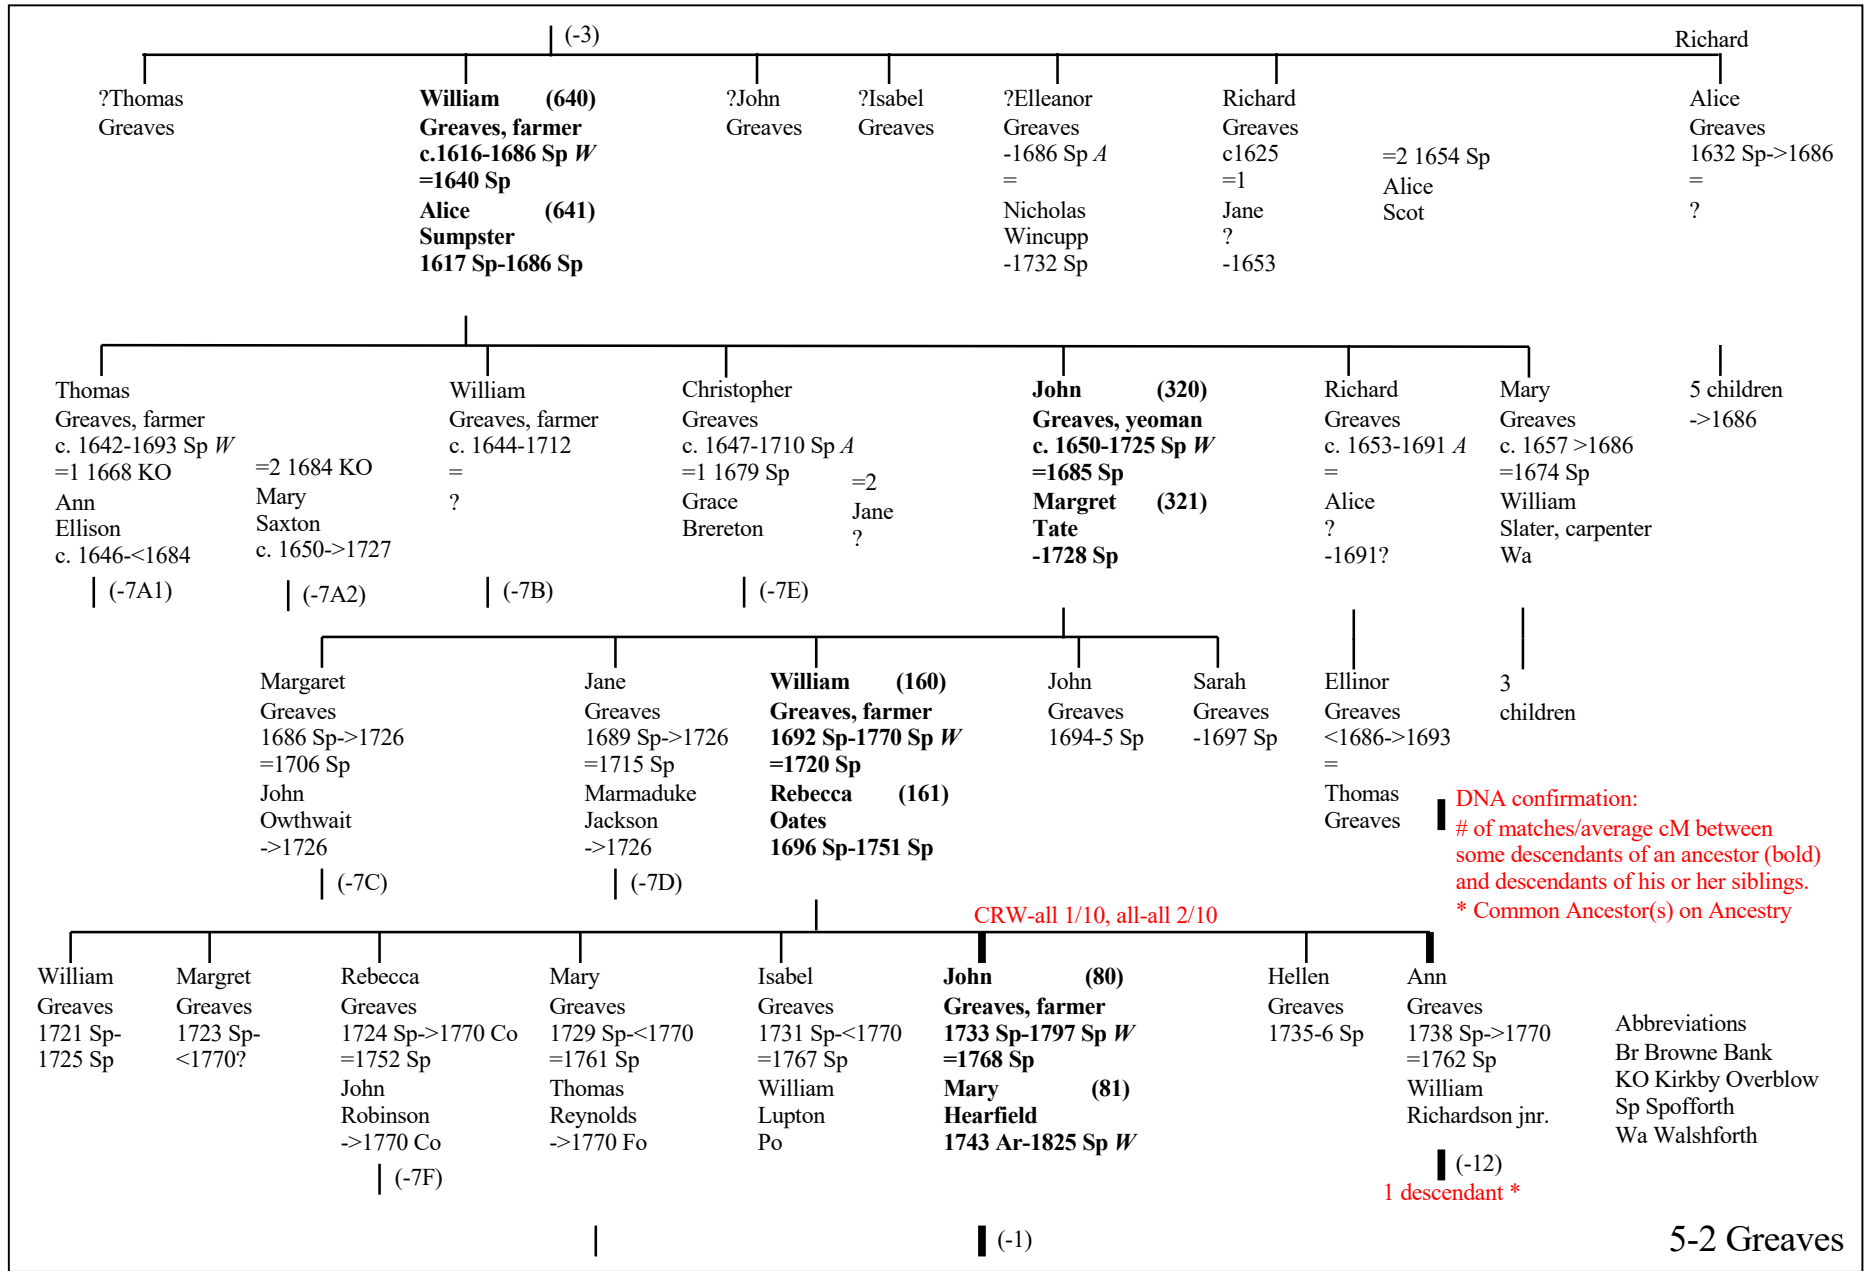 (-3)
Richard
?Thomas
Greaves
William (640)
Greaves, farmer
c.1616-1686 Sp W
=1640 Sp
Alice (641)
Sumpster
1617 Sp-1686 Sp
?John
Greaves
?Isabel
Greaves
?Elleanor
Greaves
-1686 Sp A
=
Nicholas
Wincupp
-1732 Sp
Richard
Greaves
c1625
=1
Jane
?
-1653
=2 1654 Sp
Alice
Scot
Alice
Greaves
1632 Sp->1686
=
?
Thomas
Greaves, farmer
c. 1642-1693 Sp W
=1 1668 KO
Ann
Ellison
c. 1646-<1684
(-7A1)
=2 1684 KO
Mary
Saxton
c. 1650->1727
(-7A2)
William
Greaves, farmer
c. 1644-1712
=
?
(-7B)
Christopher
Greaves
c. 1647-1710 Sp A
=1 1679 Sp
Grace
Brereton
=2
Jane
?
(-7E)
John (320)
Greaves, yeoman
c. 1650-1725 Sp W
=1685 Sp
Margret (321)
Tate
-1728 Sp
Richard
Greaves
c. 1653-1691 A
=
Alice
?
-1691?
Mary
Greaves
c. 1657 >1686
=1674 Sp
William
Slater, carpenter
Wa
5 children
->1686
Margaret
Greaves
1686 Sp->1726
=1706 Sp
John
Owthwait
->1726
(-7C)
Jane
Greaves
1689 Sp->1726
=1715 Sp
Marmaduke
Jackson
->1726
(-7D)
William (160)
Greaves, farmer
1692 Sp-1770 Sp W
=1720 Sp
Rebecca (161)
Oates
1696 Sp-1751 Sp
John
Greaves
1694-5 Sp
Sarah
Greaves
-1697 Sp
Ellinor
Greaves
<1686->1693
=
Thomas
Greaves
3
children
DNA confirmation:
# of matches/average cM between
some descendants of an ancestor (bold)
and descendants of his or her siblings.
* Common Ancestor(s) on Ancestry
CRW-all 1/10, all-all 2/10
William
Greaves
1721 Sp-
1725 Sp
Margret
Greaves
1723 Sp-
<1770?
Rebecca
Greaves
1724 Sp->1770 Co
=1752 Sp
John
Robinson
->1770 Co
(-7F)
Mary
Greaves
1729 Sp-<1770
=1761 Sp
Thomas
Reynolds
->1770 Fo
Isabel
Greaves
1731 Sp-<1770
=1767 Sp
William
Lupton
Po
John (80)
Greaves, farmer
1733 Sp-1797 Sp W
=1768 Sp
Mary (81)
Hearfield
1743 Ar-1825 Sp W
(-1)
Hellen
Greaves
1735-6 Sp
Ann
Greaves
1738 Sp->1770
=1762 Sp
William
Richardson jnr.
(-12)
1 descendant *
Abbreviations
Br Browne Bank
KO Kirkby Overblow
Sp Spofforth
Wa Walshforth
5-2 Greaves